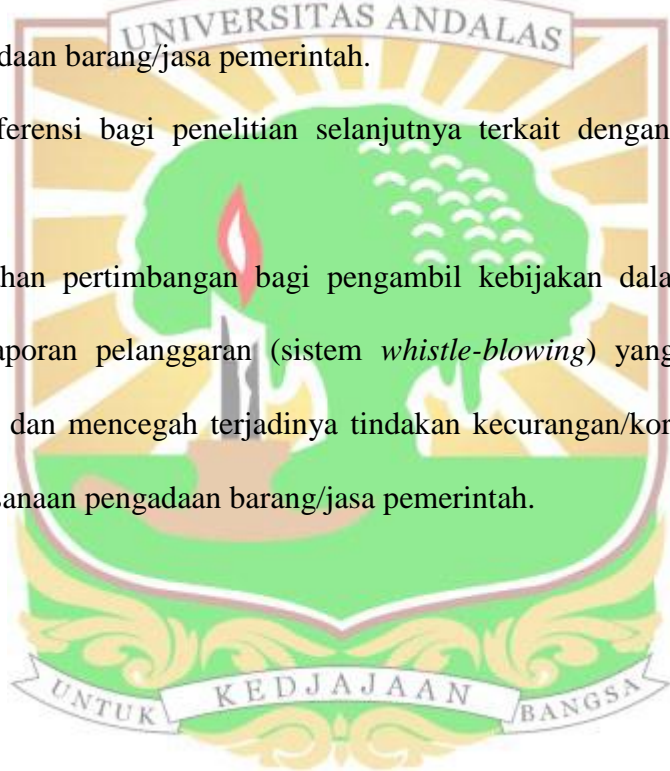 UNIVERSITAS ANDALAS
daan barang/jasa pemerintah.
ferensi bagi penelitian selanjutnya terkait dengan
han pertimbangan bagi pengambil kebijakan dala
aporan pelanggaran (sistem whistle-blowing) yang
dan mencegah terjadinya tindakan kecurangan/kor
sanaan pengadaan barang/jasa pemerintah.
UNTUK KEDJAJAAN BANGSA